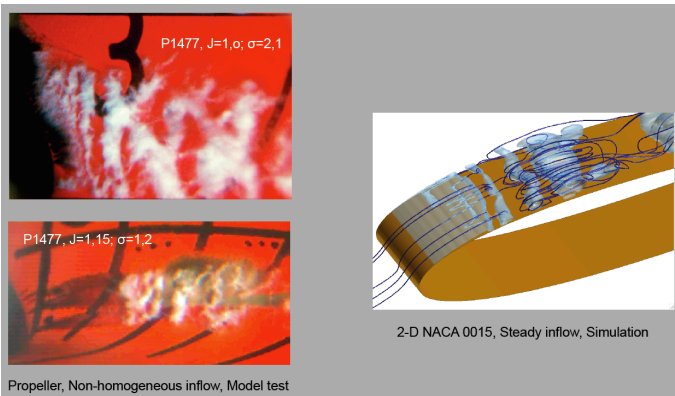 P1477, J=1,o; σ=2,1
P1477, J=1,15; σ=1,2
2-D NACA 0015, Steady inflow, Simulation
Propeller, Non-homogeneous inflow, Model test